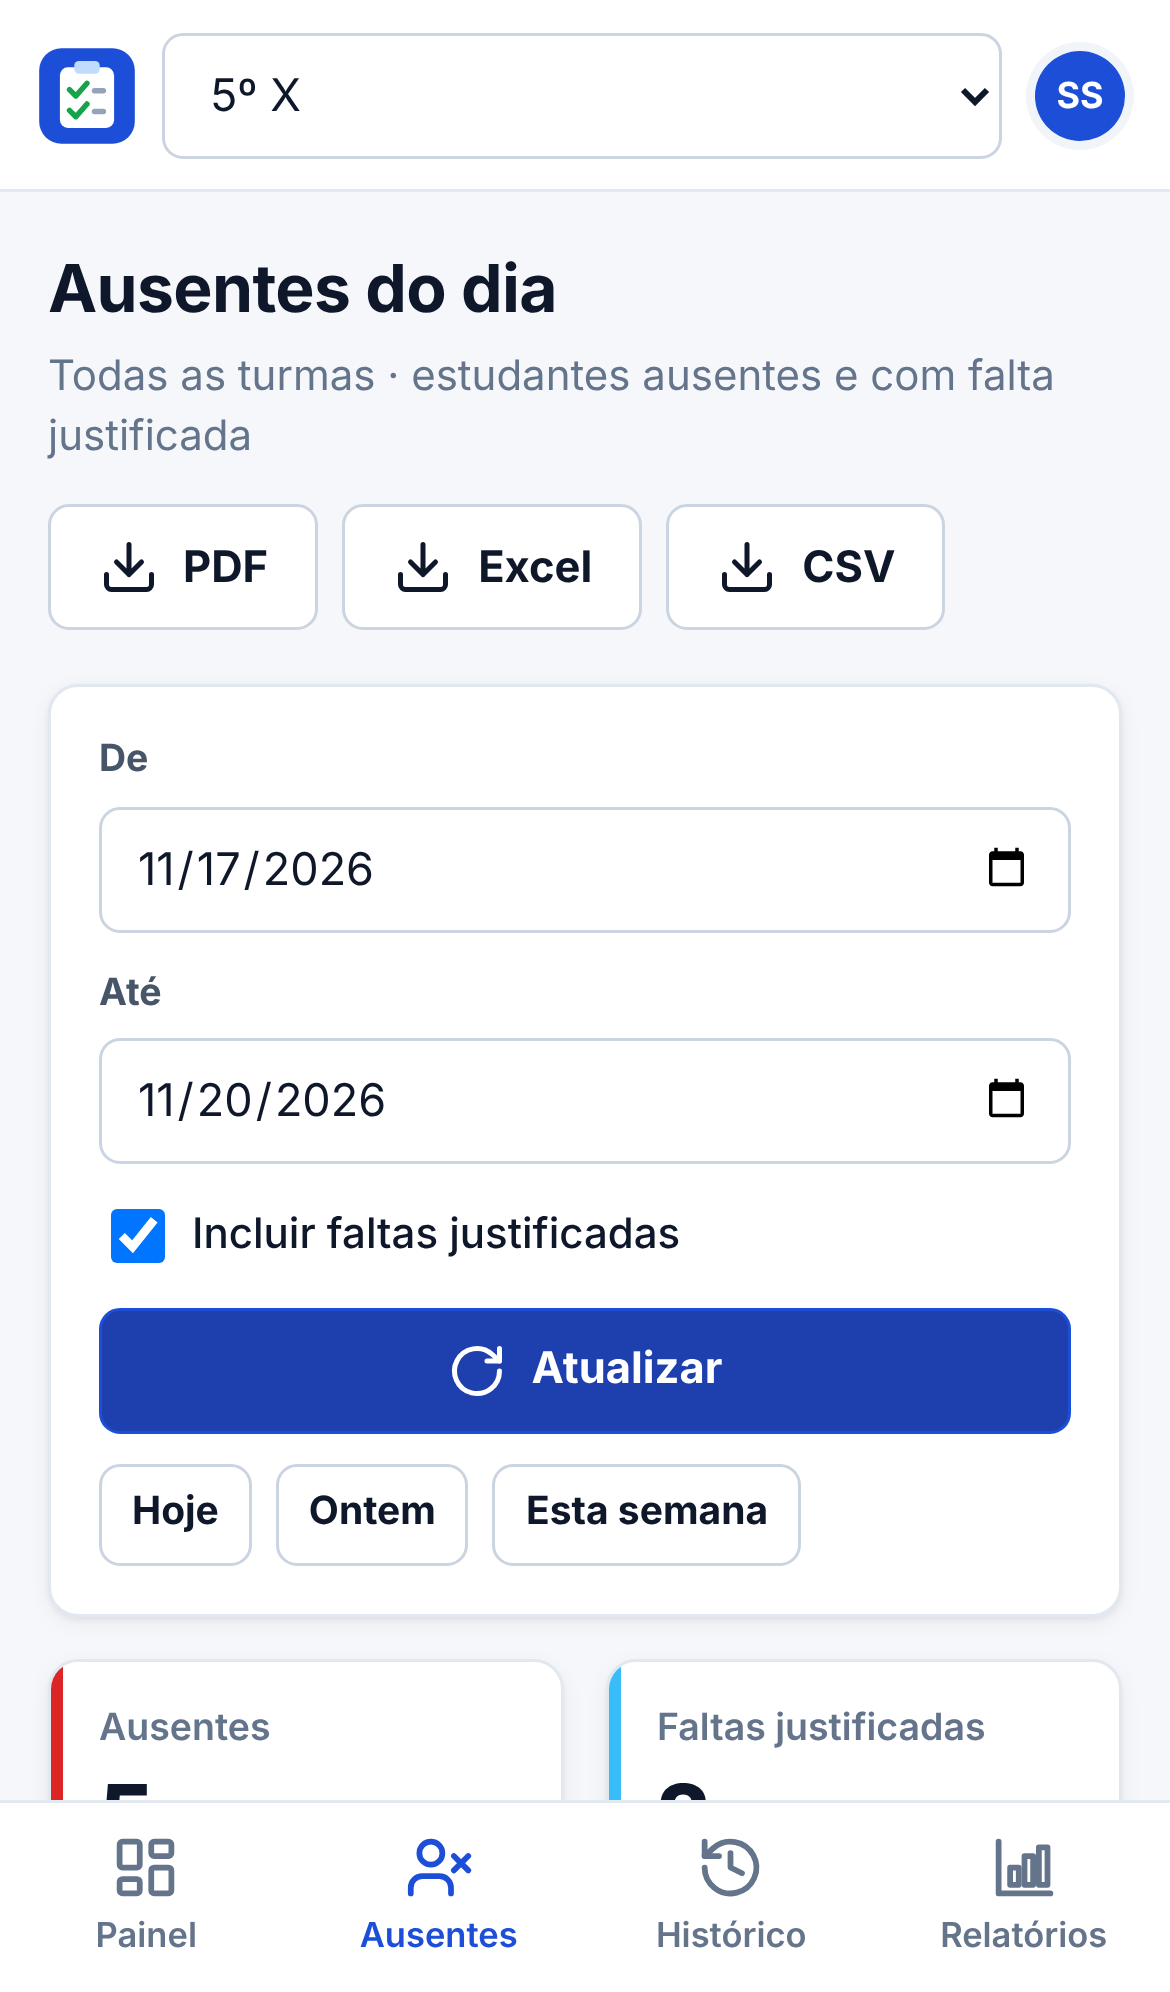 5º X
SS
Ausentes do dia
Todas as turmas · estudantes ausentes e com falta
justificada
PDF
Excel
CSV
De
11/17/2026
Até
11/20/2026
Incluir faltas justificadas
Atualizar
Hoje
Ontem
Esta semana
Ausentes
Faltas justificadas
Painel
Ausentes
Histórico
Relatórios